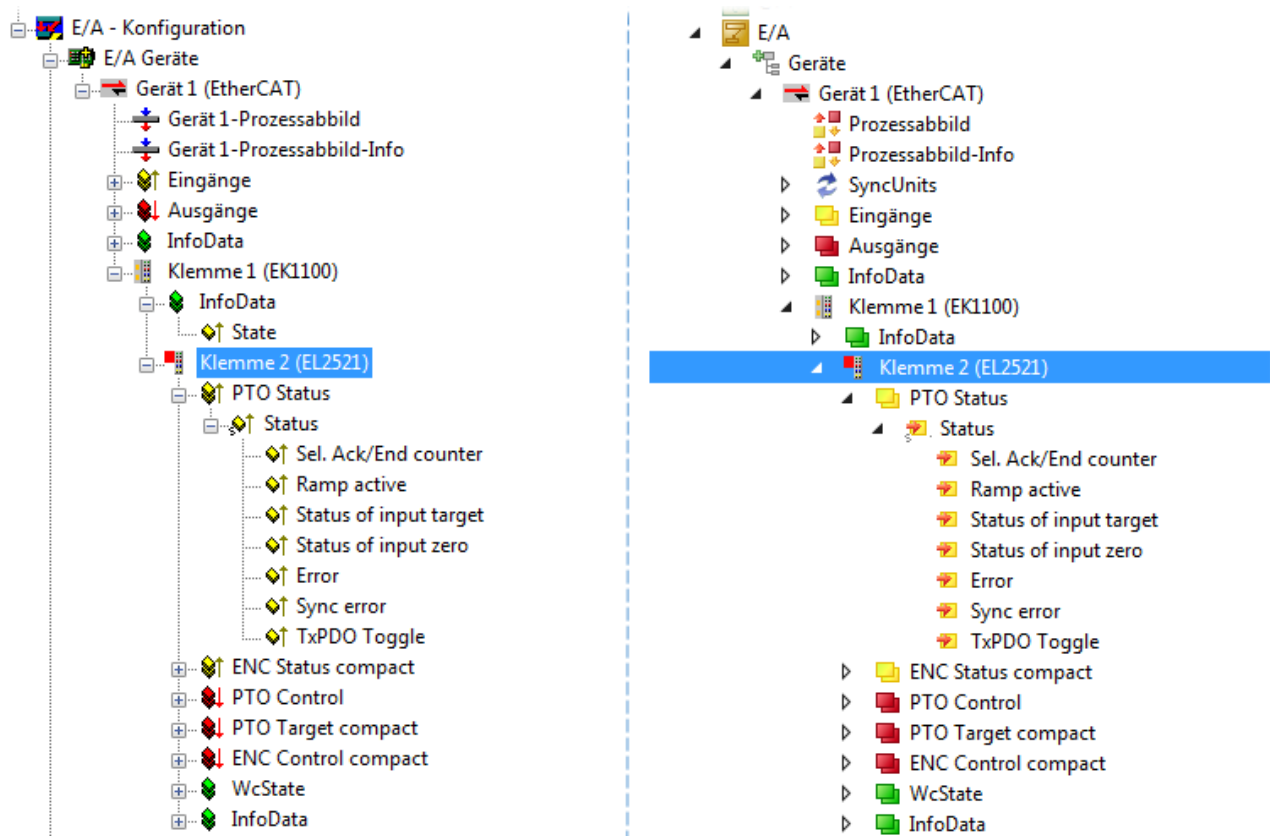 E/A - Konfiguration
E/A Geräte
Gerät 1 (EtherCAT)
Gerät 1-Prozessabbild
Gerät 1-Prozessabbild-Info
Eingänge
Ausgänge
InfoData
Klemme 1 (EK1100)
InfoData
State
Klemme 2 (EL2521)
PTO Status
Status
Sel. Ack/End counter
Ramp active
Status of input target
Status of input zero
Error
Sync error
TxPDO Toggle
ENC Status compact
PTO Control
PTO Target compact
ENC Control compact
WcState
InfoData
E/A
Geräte
Gerät 1 (EtherCAT)
Prozessabbild
Prozessabbild-Info
SyncUnits
Eingänge
Ausgänge
InfoData
Klemme 1 (EK1100)
InfoData
Klemme 2 (EL2521)
PTO Status
Status
Sel. Ack/End counter
Ramp active
Status of input target
Status of input zero
Error
Sync error
TxPDO Toggle
ENC Status compact
PTO Control
PTO Target compact
ENC Control compact
WcState
InfoData